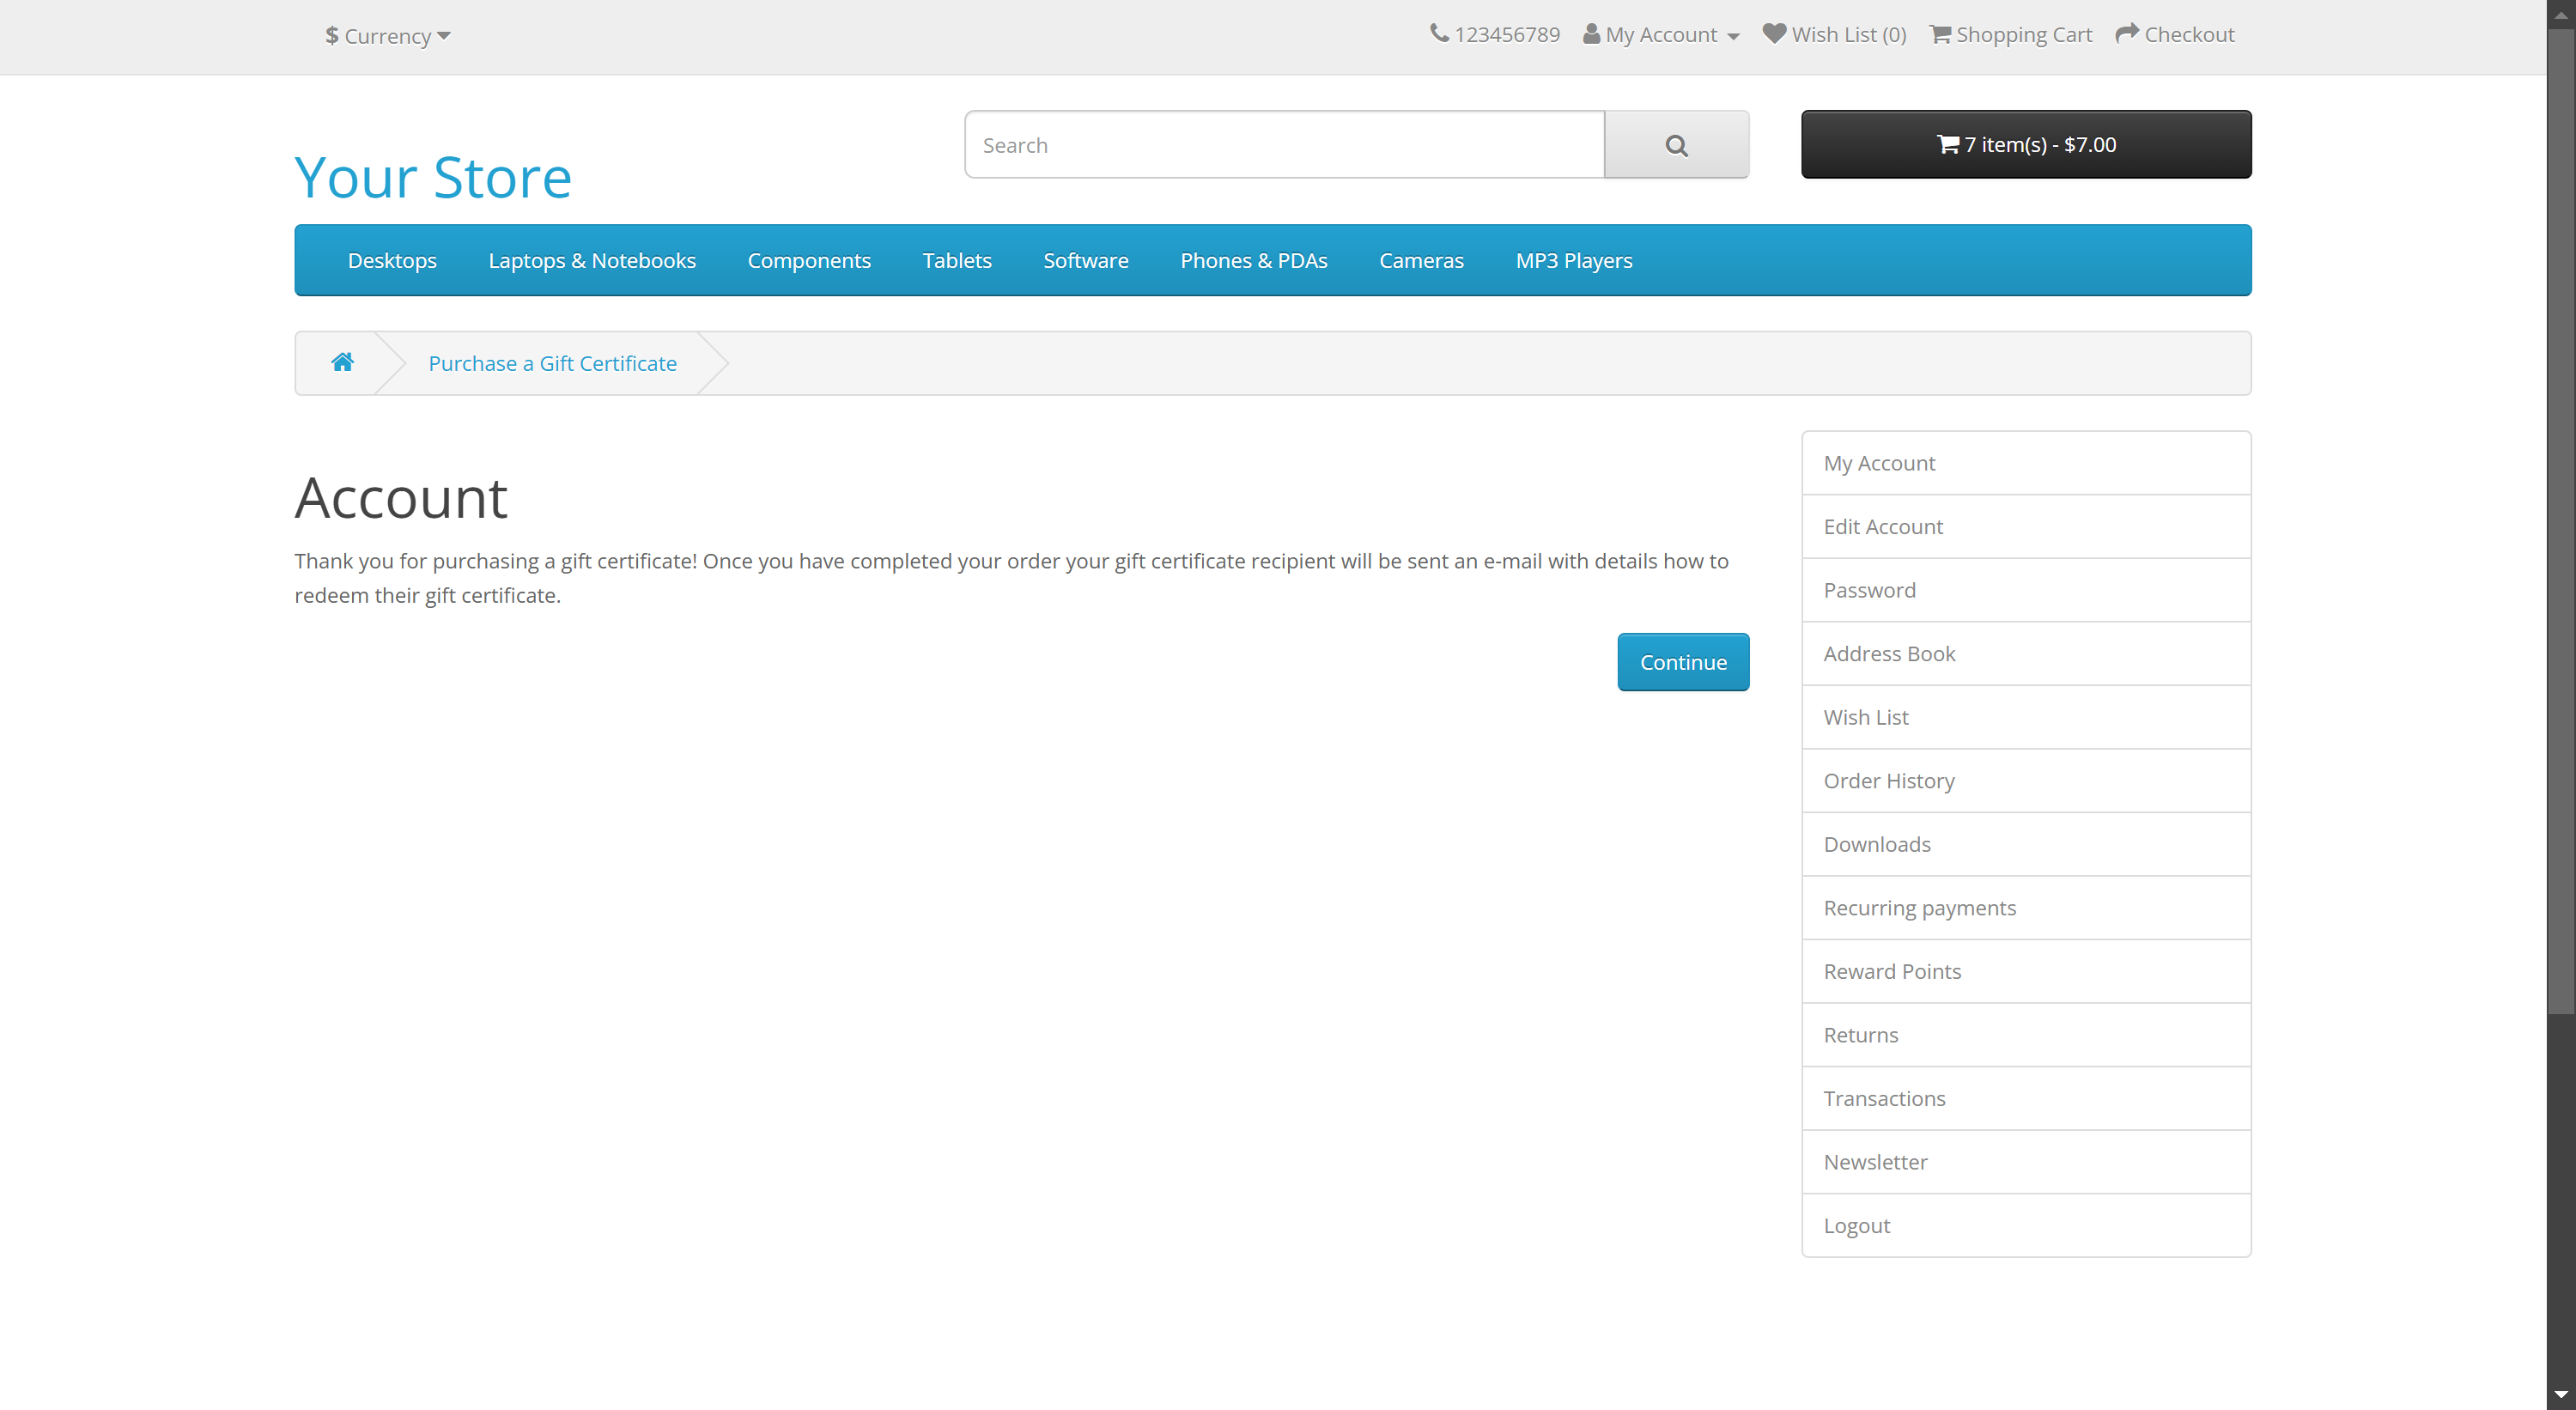 $ Currency
123456789
My Account
Wish List (0)
Shopping Cart
Checkout
Your Store
Search
7 item(s) - $7.00
Desktops
Laptops & Notebooks
Components
Tablets
Software
Phones & PDAs
Cameras
MP3 Players
Purchase a Gift Certificate
Account
Thank you for purchasing a gift certificate! Once you have completed your order your gift certificate recipient will be sent an e-mail with details how to
redeem their gift certificate.
Continue
My Account
Edit Account
Password
Address Book
Wish List
Order History
Downloads
Recurring payments
Reward Points
Returns
Transactions
Newsletter
Logout